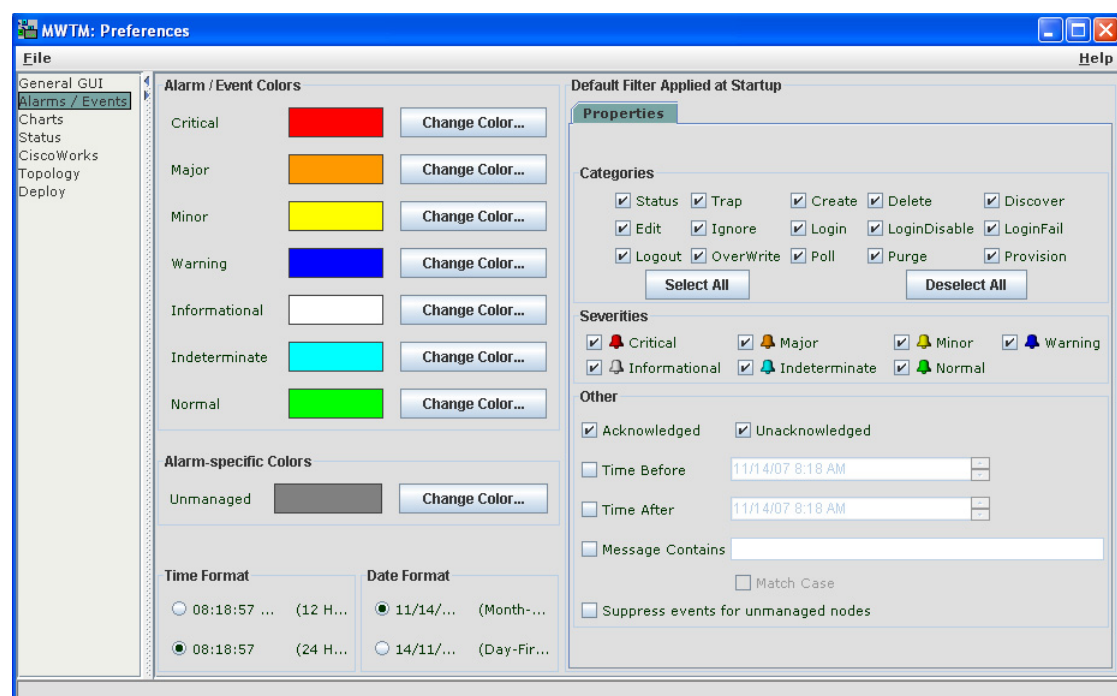 MWTM: Preferences
File Help
General GUI
Alarms / Events
Charts
Status
CiscoWorks
Topology
Deploy
Alarm / Event Colors
Critical Change Color...
Major Change Color...
Minor Change Color...
Warning Change Color...
Informational Change Color...
Indeterminate Change Color...
Normal Change Color...
Alarm-specific Colors
Unmanaged Change Color...
Time Format
08:18:57 ... (12 H...
08:18:57 (24 H...
Date Format
11/14/... (Month-...
14/11/... (Day-Fir...
Default Filter Applied at Startup
Properties
Categories
Status Trap Create Delete Discover
Edit Ignore Login LoginDisable LoginFail
Logout OverWrite Poll Purge Provision
Select All Deselect All
Severities
Critical Major Minor Warning
Informational Indeterminate Normal
Other
Acknowledged Unacknowledged
Time Before 11/14/07 8:18 AM
Time After 11/14/07 8:18 AM
Message Contains
Match Case
Suppress events for unmanaged nodes